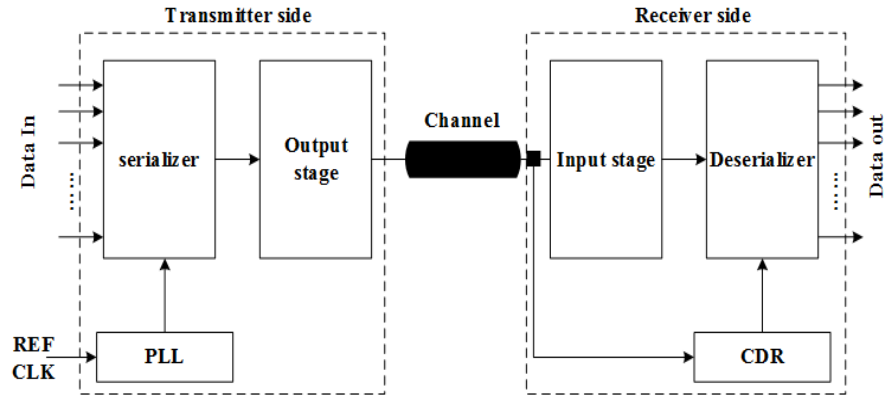 Transmitter side
Receiver side
Data In
......
serializer
Output
stage
Channel
Input stage
Deserializer
Data out
......
REF
CLK
PLL
CDR